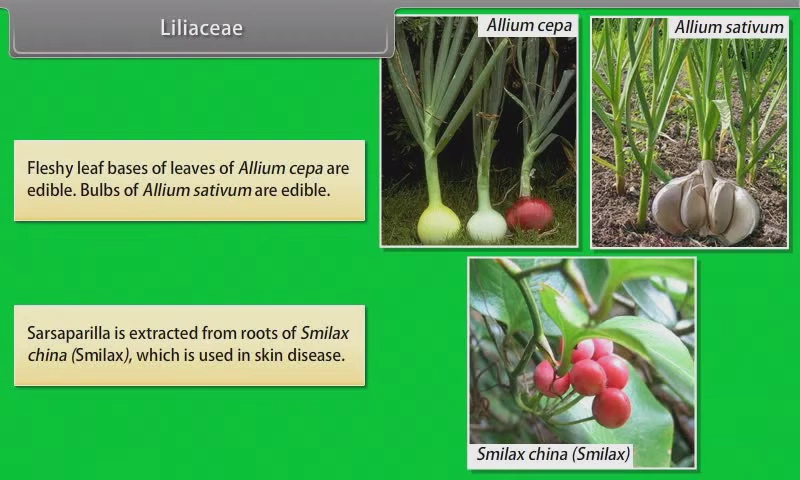 Liliaceae
Allium cepa
Allium sativum
Fleshy leaf bases of leaves of Allium cepa are
edible. Bulbs of Allium sativum are edible.
Sarsaparilla is extracted from roots of Smilax
china (Smilax), which is used in skin disease.
Smilax china (Smilax)